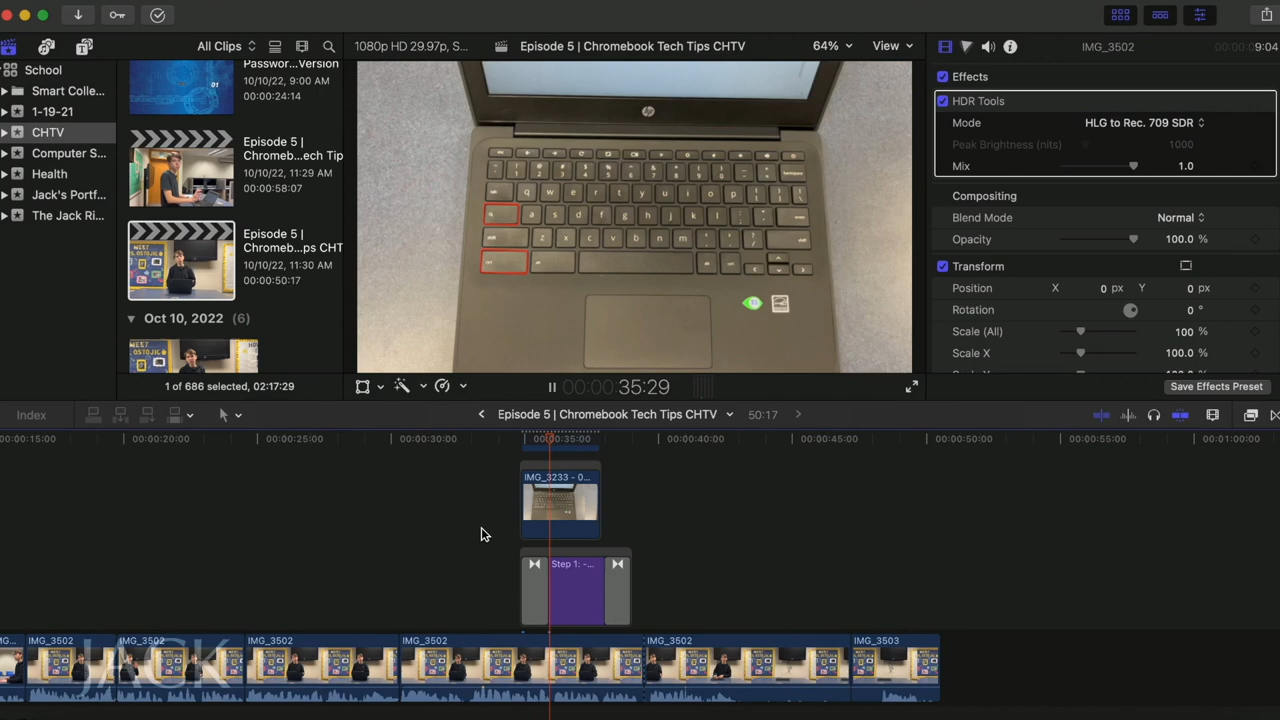 All Clips
1080p HD 29.97p, S...
Episode 5 | Chromebook Tech Tips CHTV
64%
View
IMG_3502
00:00:09:04
School
Smart Colle...
1-19-21
CHTV
Computer S...
Health
Jack's Portf...
The Jack Ri...
Passwor...Version
10/10/22, 9:00 AM
00:00:24:14
01
Episode 5 |
Chromeb...ech Tip
10/10/22, 11:29 AM
00:00:58:07
Episode 5 |
Chromeb...ps CHT
10/10/22, 11:30 AM
00:00:50:17
Oct 10, 2022 (6)
1 of 686 selected, 02:17:29
hp
q w e r t y u i o p
a s d f g h j k l
z x c v b n m
00:00:00:35:29
Effects
HDR Tools
Mode HLG to Rec. 709 SDR
Peak Brightness (nits) 1000
Mix 1.0
Compositing
Blend Mode Normal
Opacity 100.0 %
Transform
Position X 0 px Y 0 px
Rotation 0 °
Scale (All) 100 %
Scale X 100.0 %
Save Effects Preset
Index
Episode 5 | Chromebook Tech Tips CHTV
50:17
00:00:15:00
00:00:20:00
00:00:25:00
00:00:30:00
00:00:35:00
00:00:40:00
00:00:45:00
00:00:50:00
00:00:55:00
00:01:00:00
IMG_3233 - 0...
Step 1: -...
IMG_3502
IMG_3502
IMG_3502
IMG_3502
IMG_3502
IMG_3503
JACK